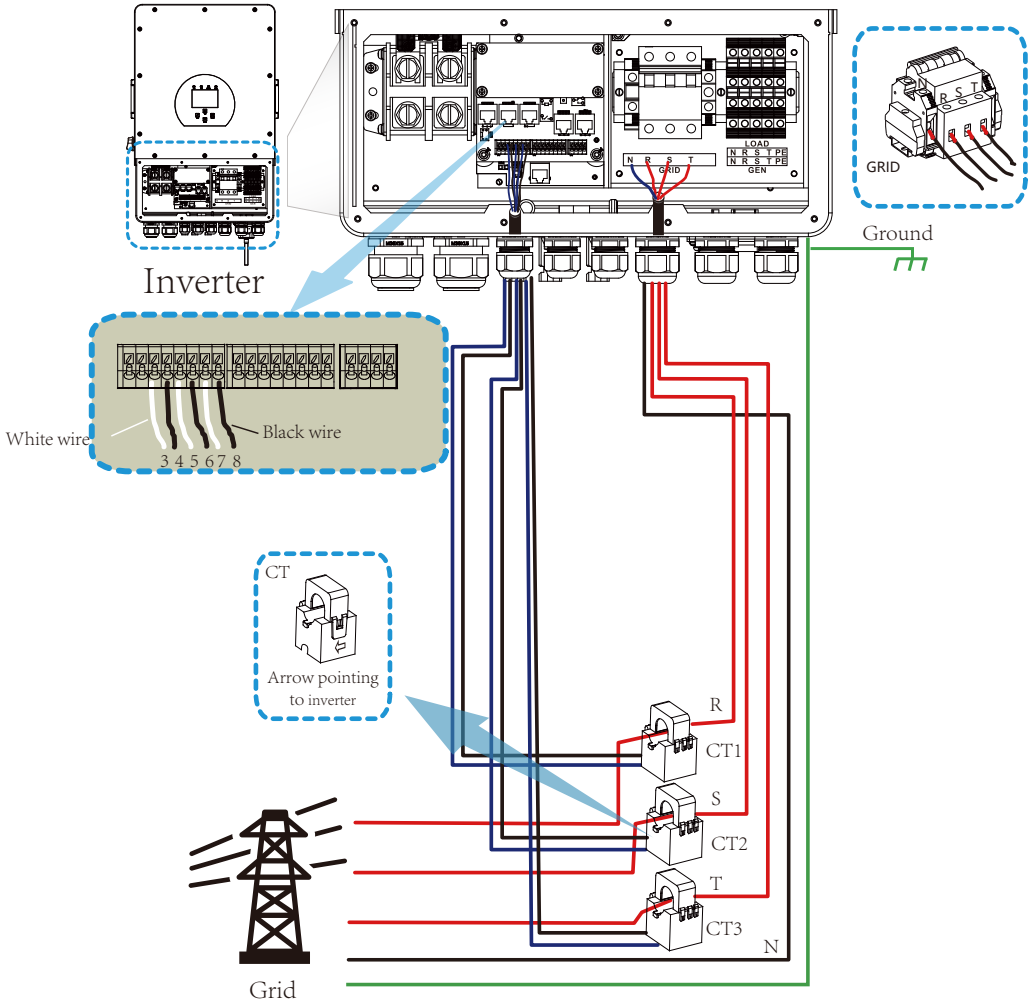 R S T
GRID
LOAD
N R S T PE
N R S T PE
GEN
N R S T
GRID
Ground
Inverter
White wire
Black wire
3 4 5 6 7 8
CT
Arrow pointing
to inverter
R
CT1
S
CT2
T
CT3
N
Grid